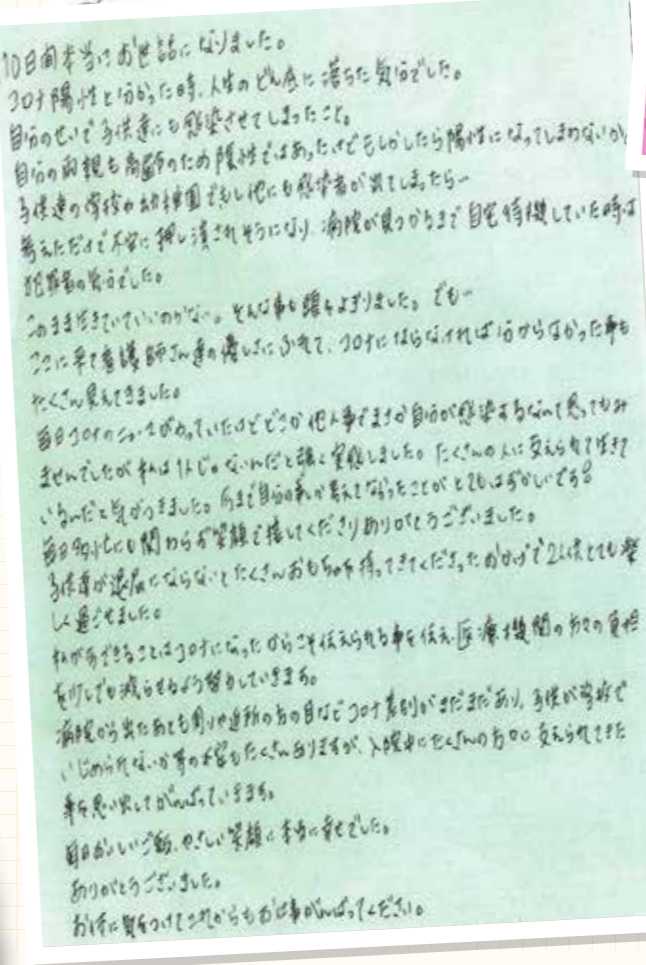 10日間本当にお世話になりました。
コロナ陽性と分かった時、人生のどん底に落ちた気分でした。
自分のせいで子供達にも感染させてしまったこと。
自分の両親も高齢のため陰性ではあったけどもしかしたら陽性になってしまわないか。
子供達の学校や幼稚園でもし他にも感染者が出てしまったら…
考えただけで不安に押し潰されそうになり、病院が見つかるまで自宅待機していた時は
犯罪者の気分でした。
このまま生きていていいのかな…。そんな事も頭をよぎりました。でも…
ここに来て看護師さん達の優しさにふれて、コロナにならなければ分からなかった事も
たくさん見えてきました。
毎日コロナのニュースがやっていたけどどこか他人事でまさか自分が感染するなんて思ってもみ
ませんでしたが私は1人じゃないんだと強く実感しました。たくさんの人に支えられて生きて
いるんだと気がつきました。今まで自分の事しか考えてなかったことがとてもはずかしいです。
毎日多忙にも関わらず笑顔で接してくださりありがとうございました。
子供達が退屈にならないとたくさんおもちゃを持ってきてくださったおかげで2人供とても楽
しく過ごせました。
私ができることはコロナになったからこそ伝えられる事を伝え、医療機関の方々の負担
を少しでも減らせるよう努力していきます。
病院から出たあとも周りや近所の方の目などコロナ差別がまだまだあり、子供が学校で
いじめられないか等の不安もたくさんありますが、入院中にたくさんの方々に支えられてきた
事を思い出してがんばっていきます。
毎日おいしいご飯、やさしい笑顔に本当に幸せでした。
ありがとうございました。
お体に気をつけてこれからもお仕事がんばってください。